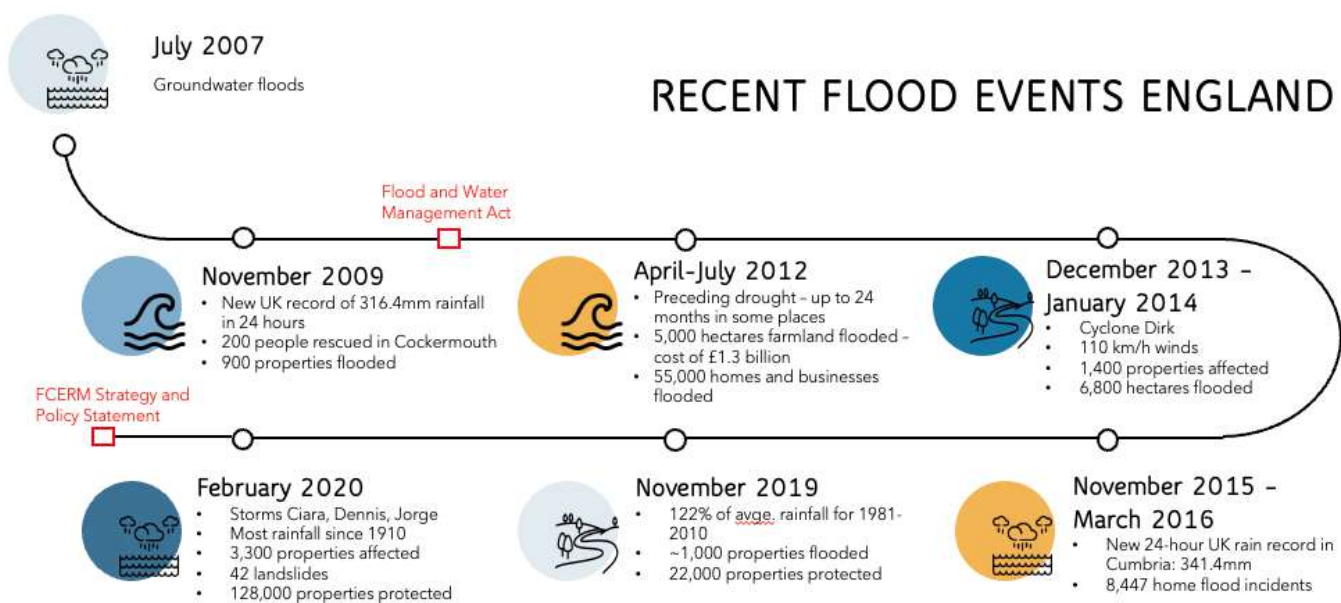 July 2007
Groundwater floods
RECENT FLOOD EVENTS ENGLAND
Flood and Water
Management Act
November 2009
• New UK record of 316.4mm rainfall
in 24 hours
• 200 people rescued in Cockermouth
• 900 properties flooded
April-July 2012
• Preceding drought – up to 24
months in some places
• 5,000 hectares farmland flooded –
cost of £1.3 billion
• 55,000 homes and businesses
flooded
December 2013 –
January 2014
• Cyclone Dirk
• 110 km/h winds
• 1,400 properties affected
• 6,800 hectares flooded
FCERM Strategy and
Policy Statement
February 2020
• Storms Ciara, Dennis, Jorge
• Most rainfall since 1910
• 3,300 properties affected
• 42 landslides
• 128,000 properties protected
November 2019
• 122% of avge. rainfall for 1981-
2010
• ~1,000 properties flooded
• 22,000 properties protected
November 2015 –
March 2016
• New 24-hour UK rain record in
Cumbria: 341.4mm
• 8,447 home flood incidents